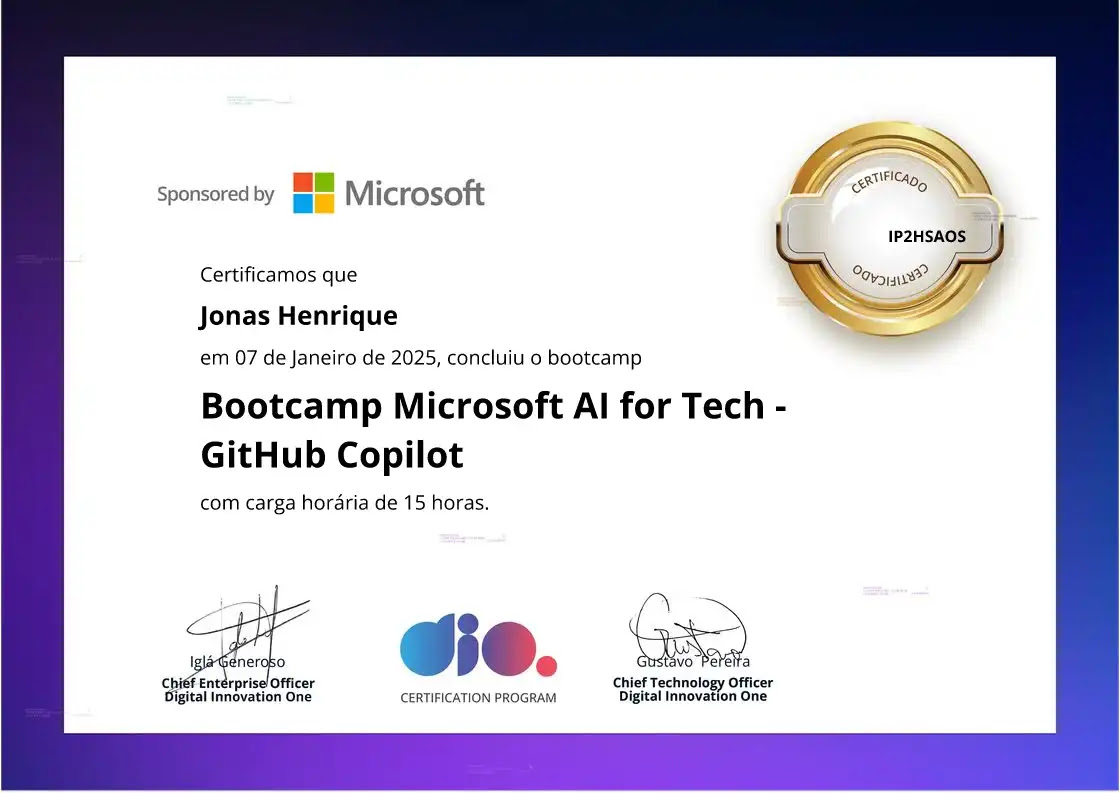 Sponsored by Microsoft
CERTIFICADO
IP2HSAOS
CERTIFICADO
Certificamos que
Jonas Henrique
em 07 de Janeiro de 2025, concluiu o bootcamp
Bootcamp Microsoft AI for Tech -
GitHub Copilot
com carga horária de 15 horas.
Iglá Generoso
Chief Enterprise Officer
Digital Innovation One
dio.
CERTIFICATION PROGRAM
Gustavo
Gustavo Pereira
Chief Technology Officer
Digital Innovation One